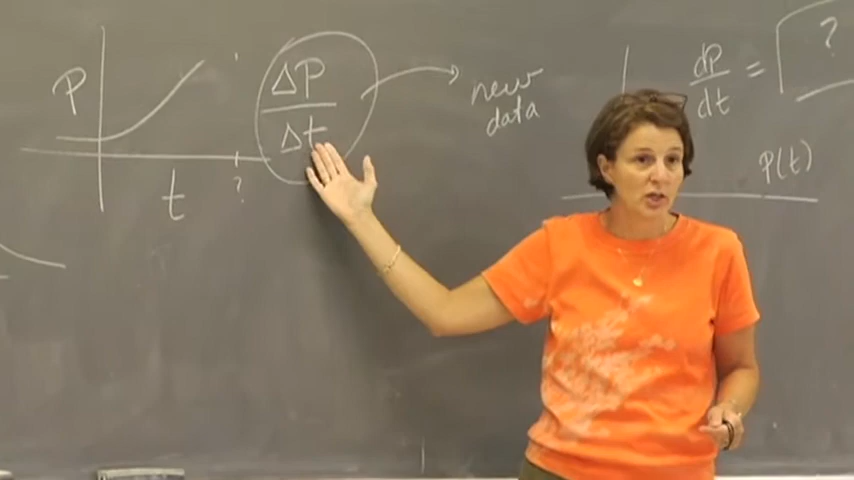 P
t
?
ΔP
Δt
new
data
dP
dt
=
?
P(t)